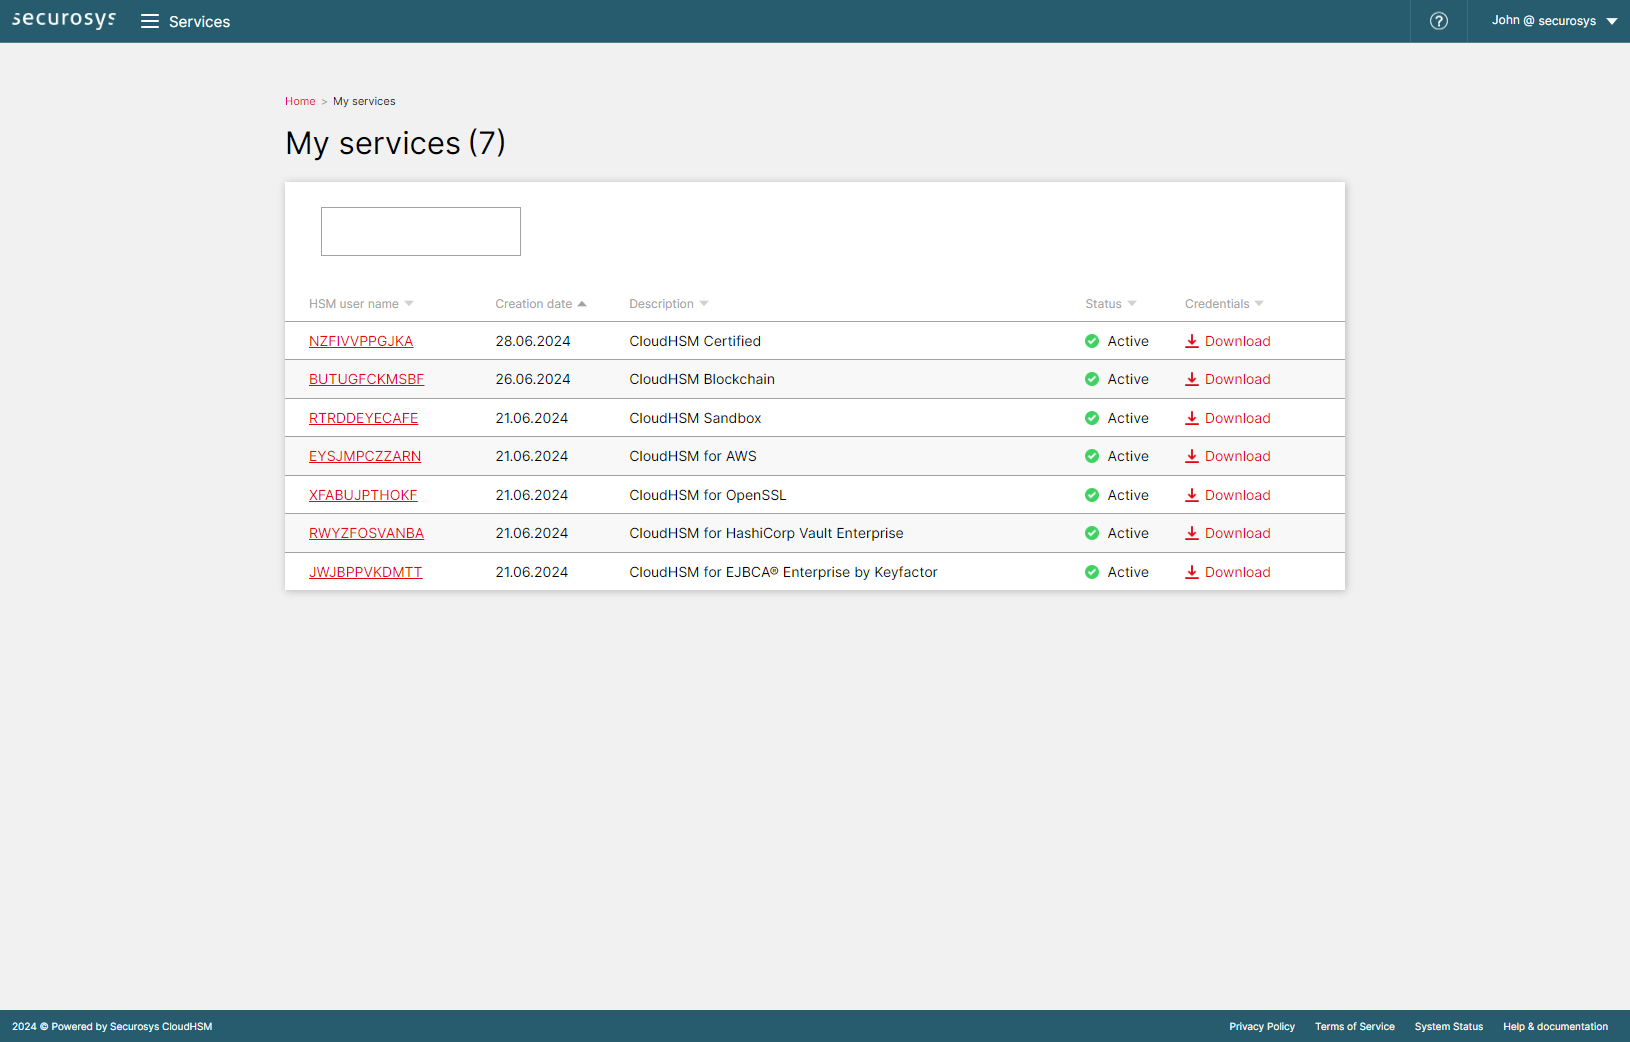 securosys Services John @ securosys
Home > My services
My services (7)
HSM user name Creation date Description Status Credentials
NZFIVVPPGJKA 28.06.2024 CloudHSM Certified Active Download
BUTUGFCKMSBF 26.06.2024 CloudHSM Blockchain Active Download
RTRDDEYECAFE 21.06.2024 CloudHSM Sandbox Active Download
EYSJMPCZZARN 21.06.2024 CloudHSM for AWS Active Download
XFABUJPTHOKF 21.06.2024 CloudHSM for OpenSSL Active Download
RWYZFOSVANBA 21.06.2024 CloudHSM for HashiCorp Vault Enterprise Active Download
JWJBPPVKDMTT 21.06.2024 CloudHSM for EJBCA® Enterprise by Keyfactor Active Download
2024 © Powered by Securosys CloudHSM Privacy Policy Terms of Service System Status Help & documentation